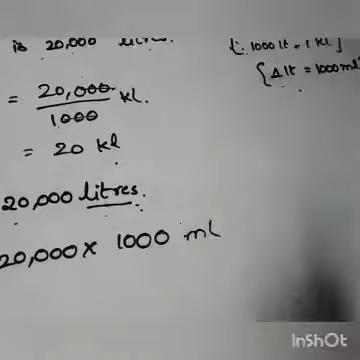 is 20,000 litres.
[∵ 1000 lt = 1 kl]
{1 lt = 1000 ml
= 20,000/1000 kl.
= 20 kl
20,000 litres.
20,000 × 1000 ml
InShOt